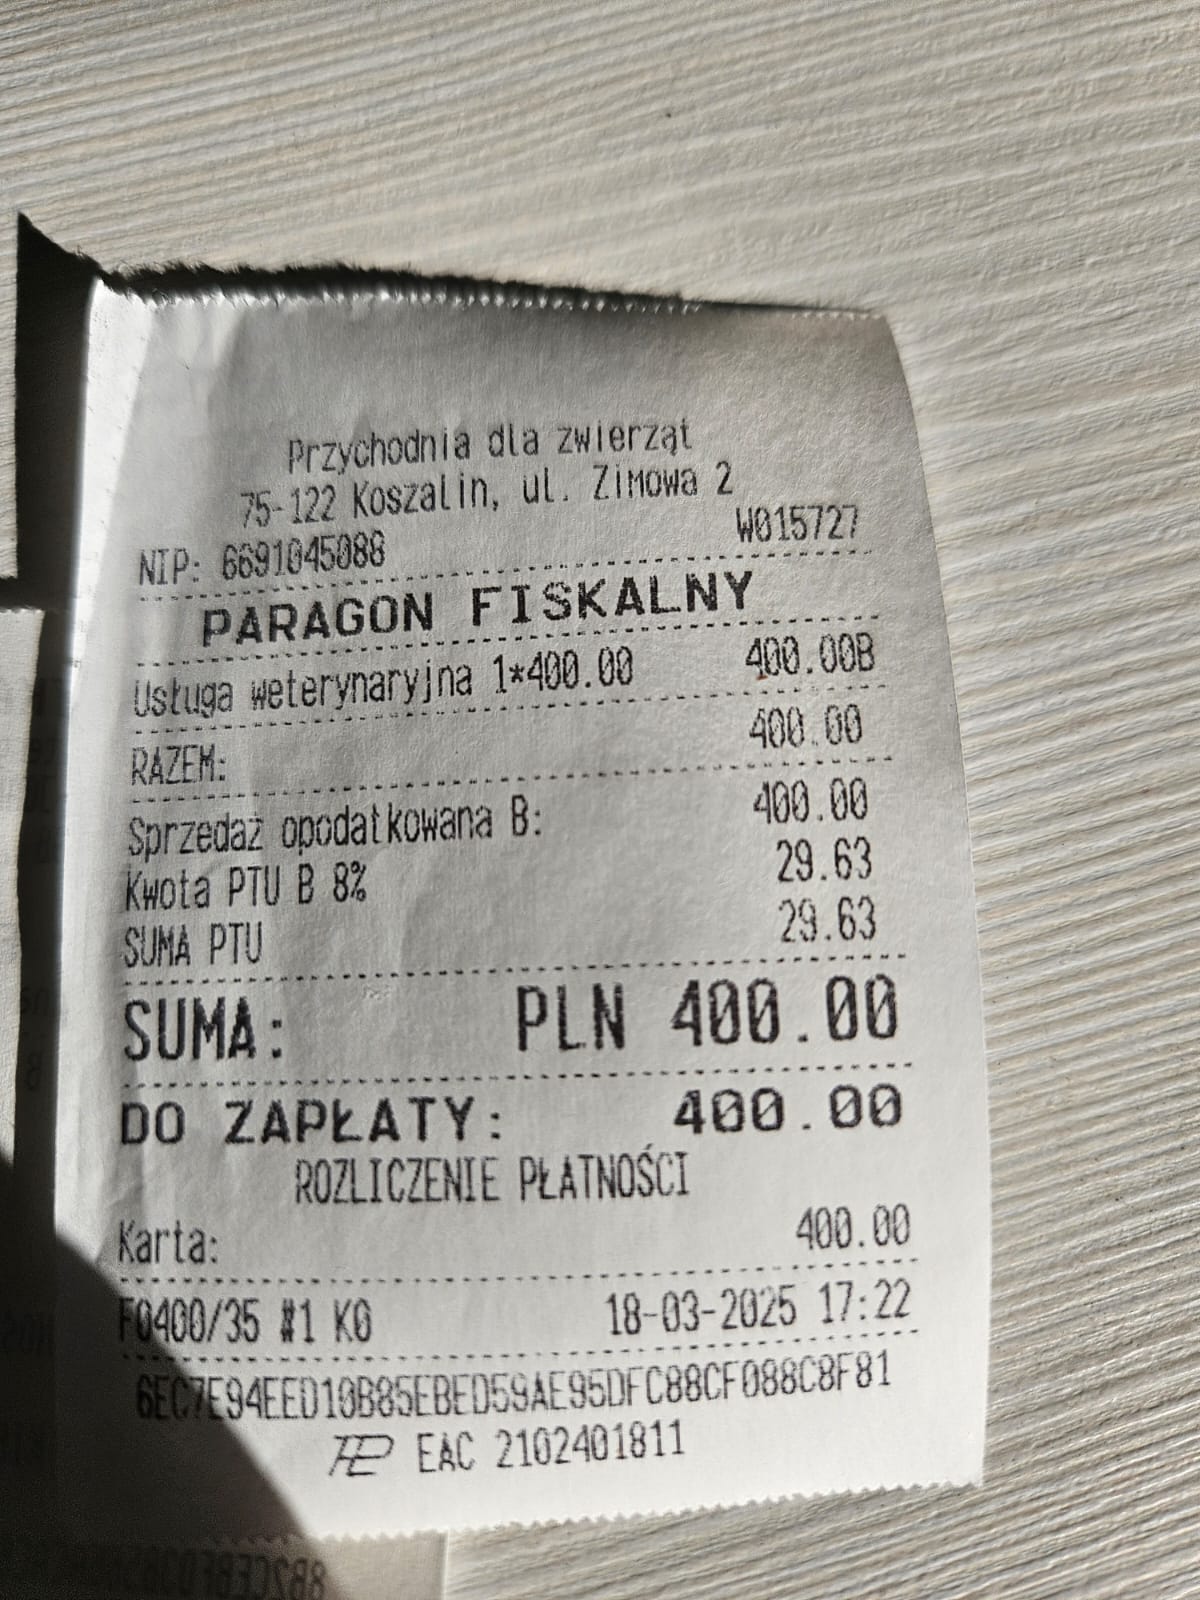 Przychodnia dla zwierząt
75-122 Koszalin, ul. Zimowa 2
NIP: 6691045088 W015727
PARAGON FISKALNY
Usługa weterynaryjna 1*400.00 400.00B
RAZEM: 400.00
Sprzedaż opodatkowana B: 400.00
Kwota PTU B 8% 29.63
SUMA PTU 29.63
SUMA: PLN 400.00
DO ZAPŁATY: 400.00
ROZLICZENIE PŁATNOŚCI
Karta: 400.00
F0400/35 #1 K0 18-03-2025 17:22
6EC7E94EED10B85EBED59AE95DFC88CF088C8F81
EAC 2102401811